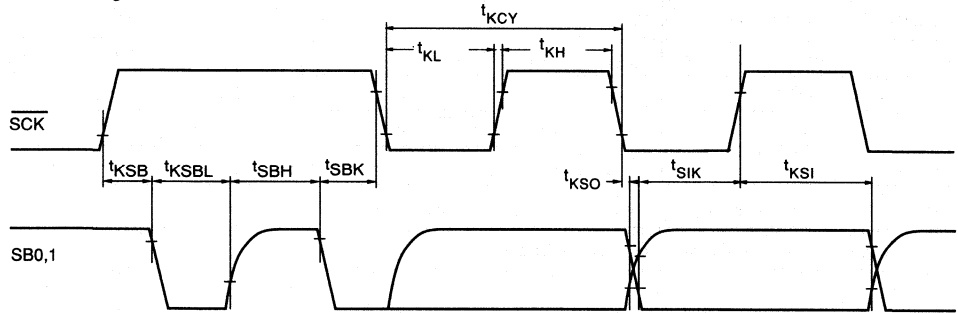 tKCY
tKL tKH
SCK
tKSB tKSBL tSBH tSBK tKSO tSIK tKSI
SB0,1